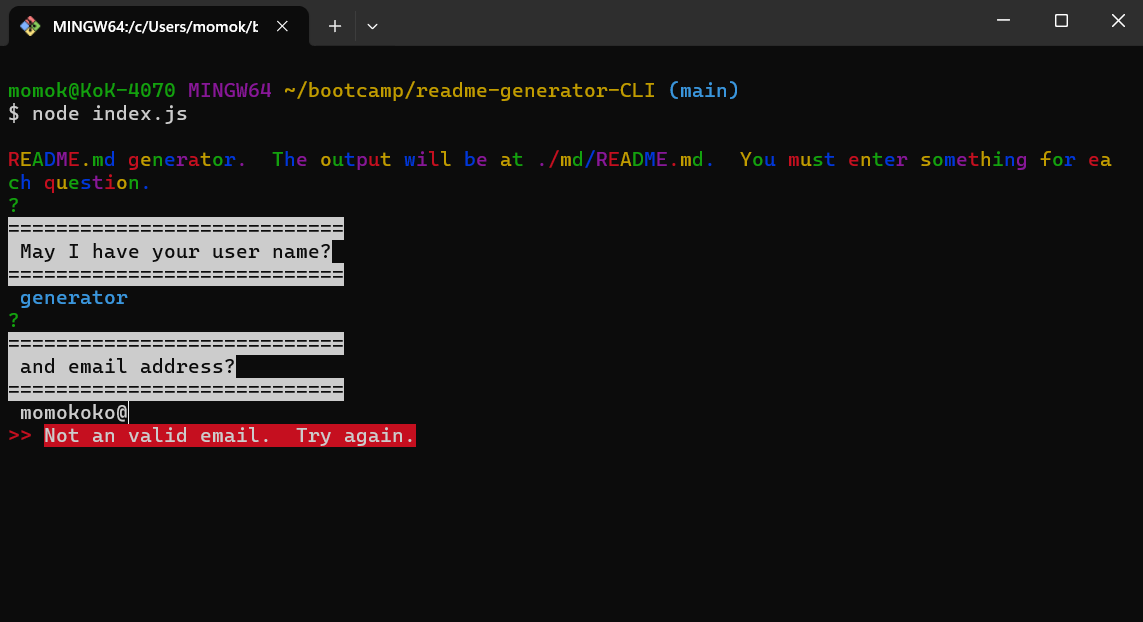 MINGW64:/c/Users/momok/b
momok@KoK-4070 MINGW64 ~/bootcamp/readme-generator-CLI (main)
$ node index.js
README.md generator.  The output will be at ./md/README.md.  You must enter something for ea
ch question.
?
============================
May I have your user name?
============================
generator
?
============================
and email address?
============================
momokoko@
>> Not an valid email.  Try again.